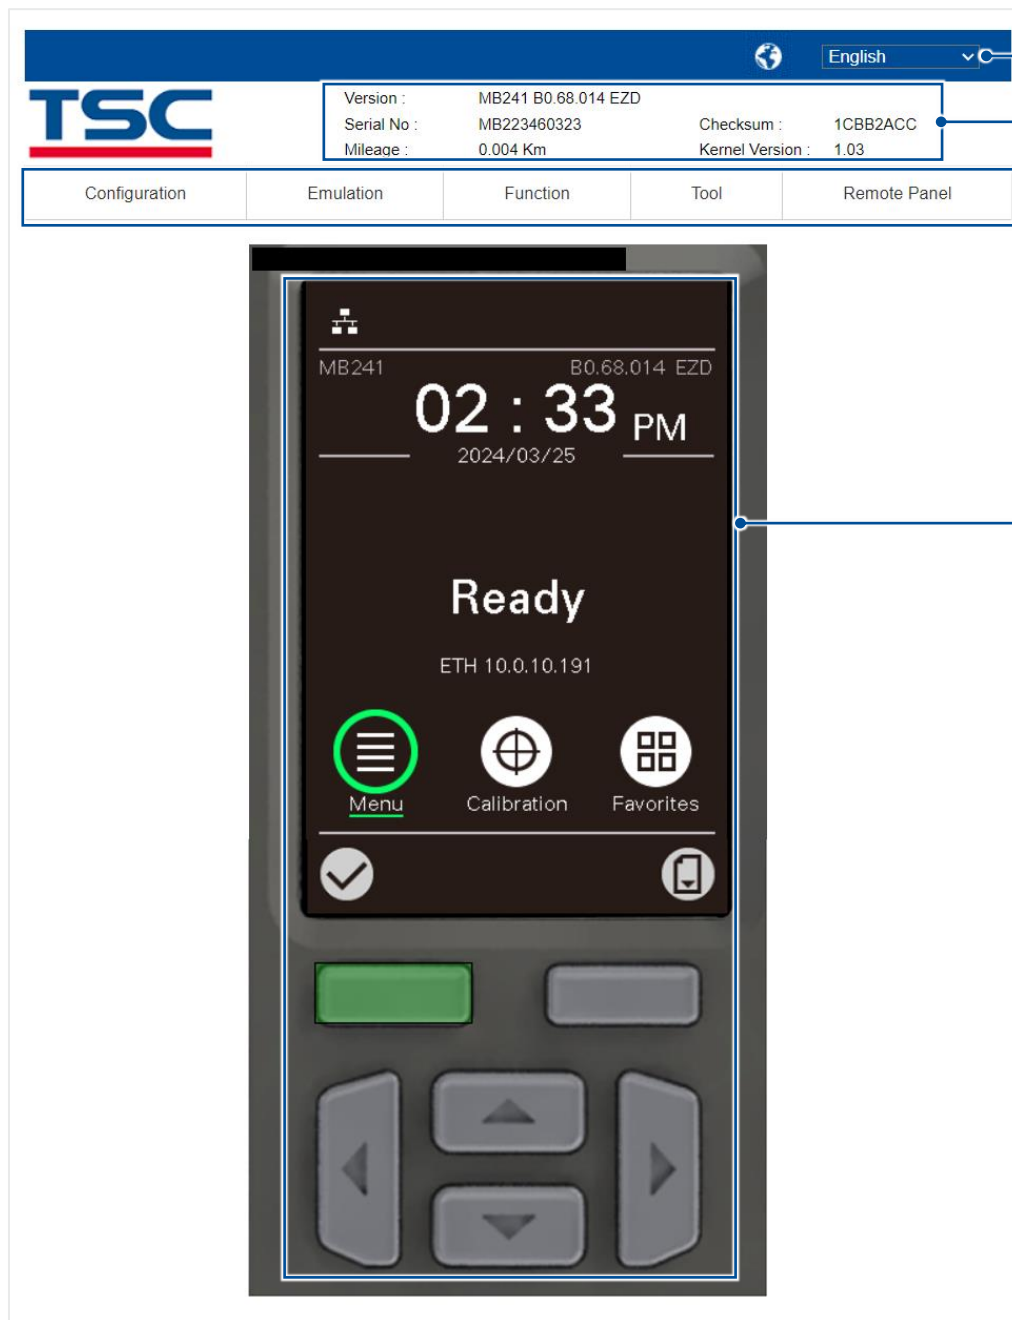 English
TSC
Version : MB241 B0.68.014 EZD
Serial No : MB223460323 Checksum : 1CBB2ACC
Mileage : 0.004 Km Kernel Version : 1.03
Configuration Emulation Function Tool Remote Panel
MB241 B0.68.014 EZD
02 : 33 PM
2024/03/25
Ready
ETH 10.0.10.191
Menu Calibration Favorites